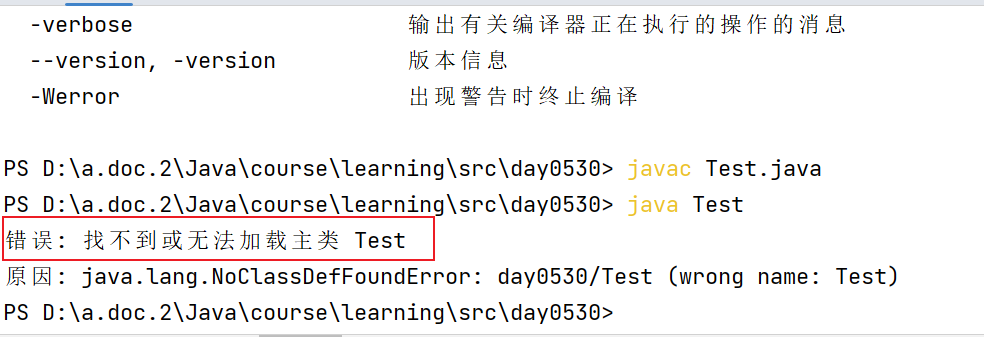 -verbose 输出有关编译器正在执行的操作的消息
--version, -version 版本信息
-Werror 出现警告时终止编译
PS D:\a.doc.2\Java\course\learning\src\day0530> javac Test.java
PS D:\a.doc.2\Java\course\learning\src\day0530> java Test
错误: 找不到或无法加载主类 Test
原因: java.lang.NoClassDefFoundError: day0530/Test (wrong name: Test)
PS D:\a.doc.2\Java\course\learning\src\day0530>